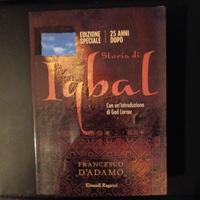 EDIZIONE
SPECIALE
25 ANNI
DOPO
Storia di
Iqbal
Con un'introduzione
di Gad Lerner
FRANCESCO
D'ADAMO
Einaudi Ragazzi